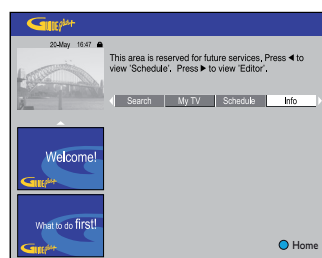 GUIDE plus+
20-May 16:47
This area is reserved for future services, Press ◄ to
view 'Schedule'. Press ► to view 'Editor'.
Search My TV Schedule Info
Welcome!
GUIDE plus+
What to do first!
GUIDE plus+
Home